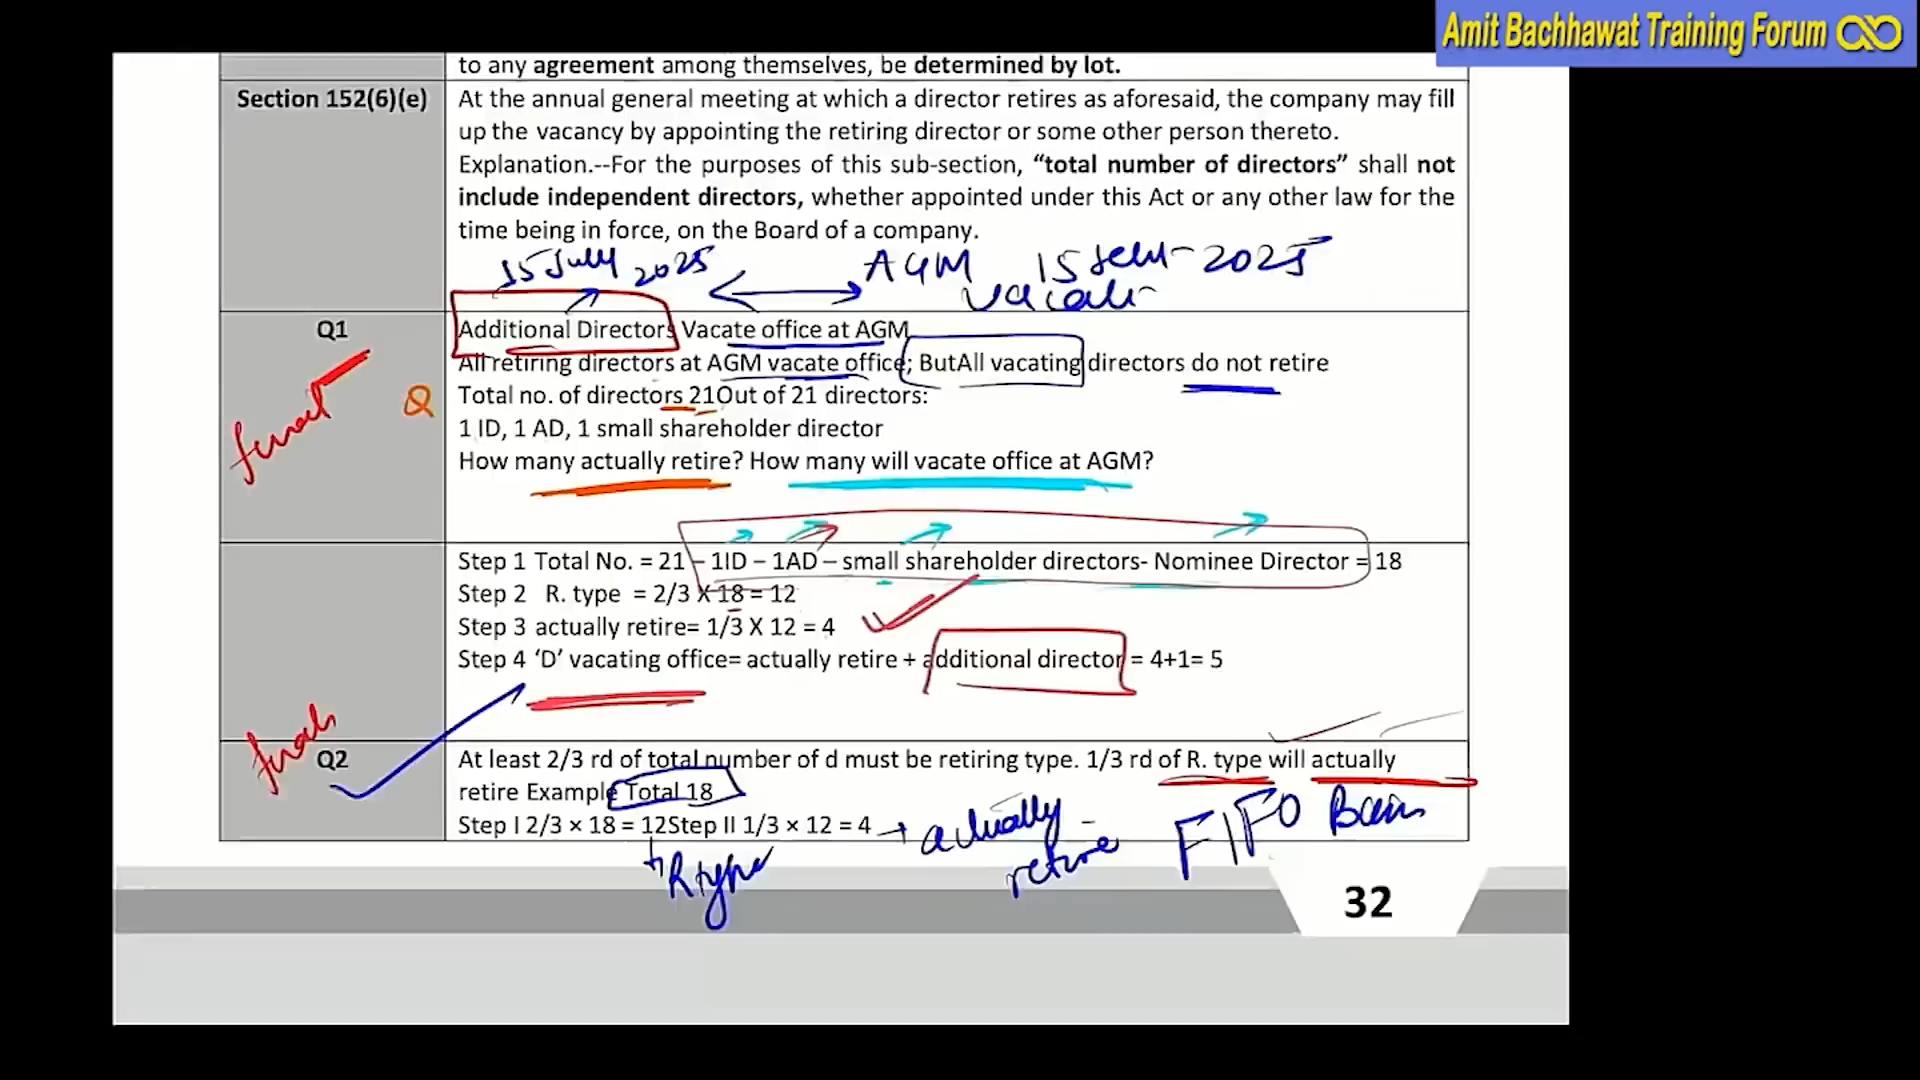 Amit Bachhawat Training Forum
to any agreement among themselves, be determined by lot.
Section 152(6)(e)
At the annual general meeting at which a director retires as aforesaid, the company may fill
up the vacancy by appointing the retiring director or some other person thereto.
Explanation.--For the purposes of this sub-section, “total number of directors” shall not
include independent directors, whether appointed under this Act or any other law for the
time being in force, on the Board of a company.
15 July 2025 AGM 15 Sept 2025
Q1
Additional Directors Vacate office at AGM
All retiring directors at AGM vacate office; ButAll vacating directors do not retire
Q
Total no. of directors 21Out of 21 directors:
1 ID, 1 AD, 1 small shareholder director
How many actually retire? How many will vacate office at AGM?
Step 1 Total No. = 21 – 1ID – 1AD – small shareholder directors- Nominee Director = 18
Step 2 R. type = 2/3 X 18 = 12
Step 3 actually retire= 1/3 X 12 = 4
Step 4 ‘D’ vacating office= actually retire + additional director = 4+1= 5
Q2
At least 2/3 rd of total number of d must be retiring type. 1/3 rd of R. type will actually
retire Example Total 18
Step I 2/3 × 18 = 12Step II 1/3 × 12 = 4
actually
retire
FIFO Basis
R type
32